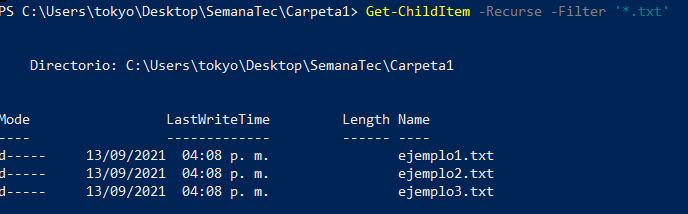 PS C:\Users\tokyo\Desktop\SemanaTec\Carpeta1> Get-ChildItem -Recurse -Filter '*.txt'
Directorio: C:\Users\tokyo\Desktop\SemanaTec\Carpeta1
Mode LastWriteTime Length Name
---- ------------- ------ ----
d----- 13/09/2021 04:08 p. m. ejemplo1.txt
d----- 13/09/2021 04:08 p. m. ejemplo2.txt
d----- 13/09/2021 04:08 p. m. ejemplo3.txt